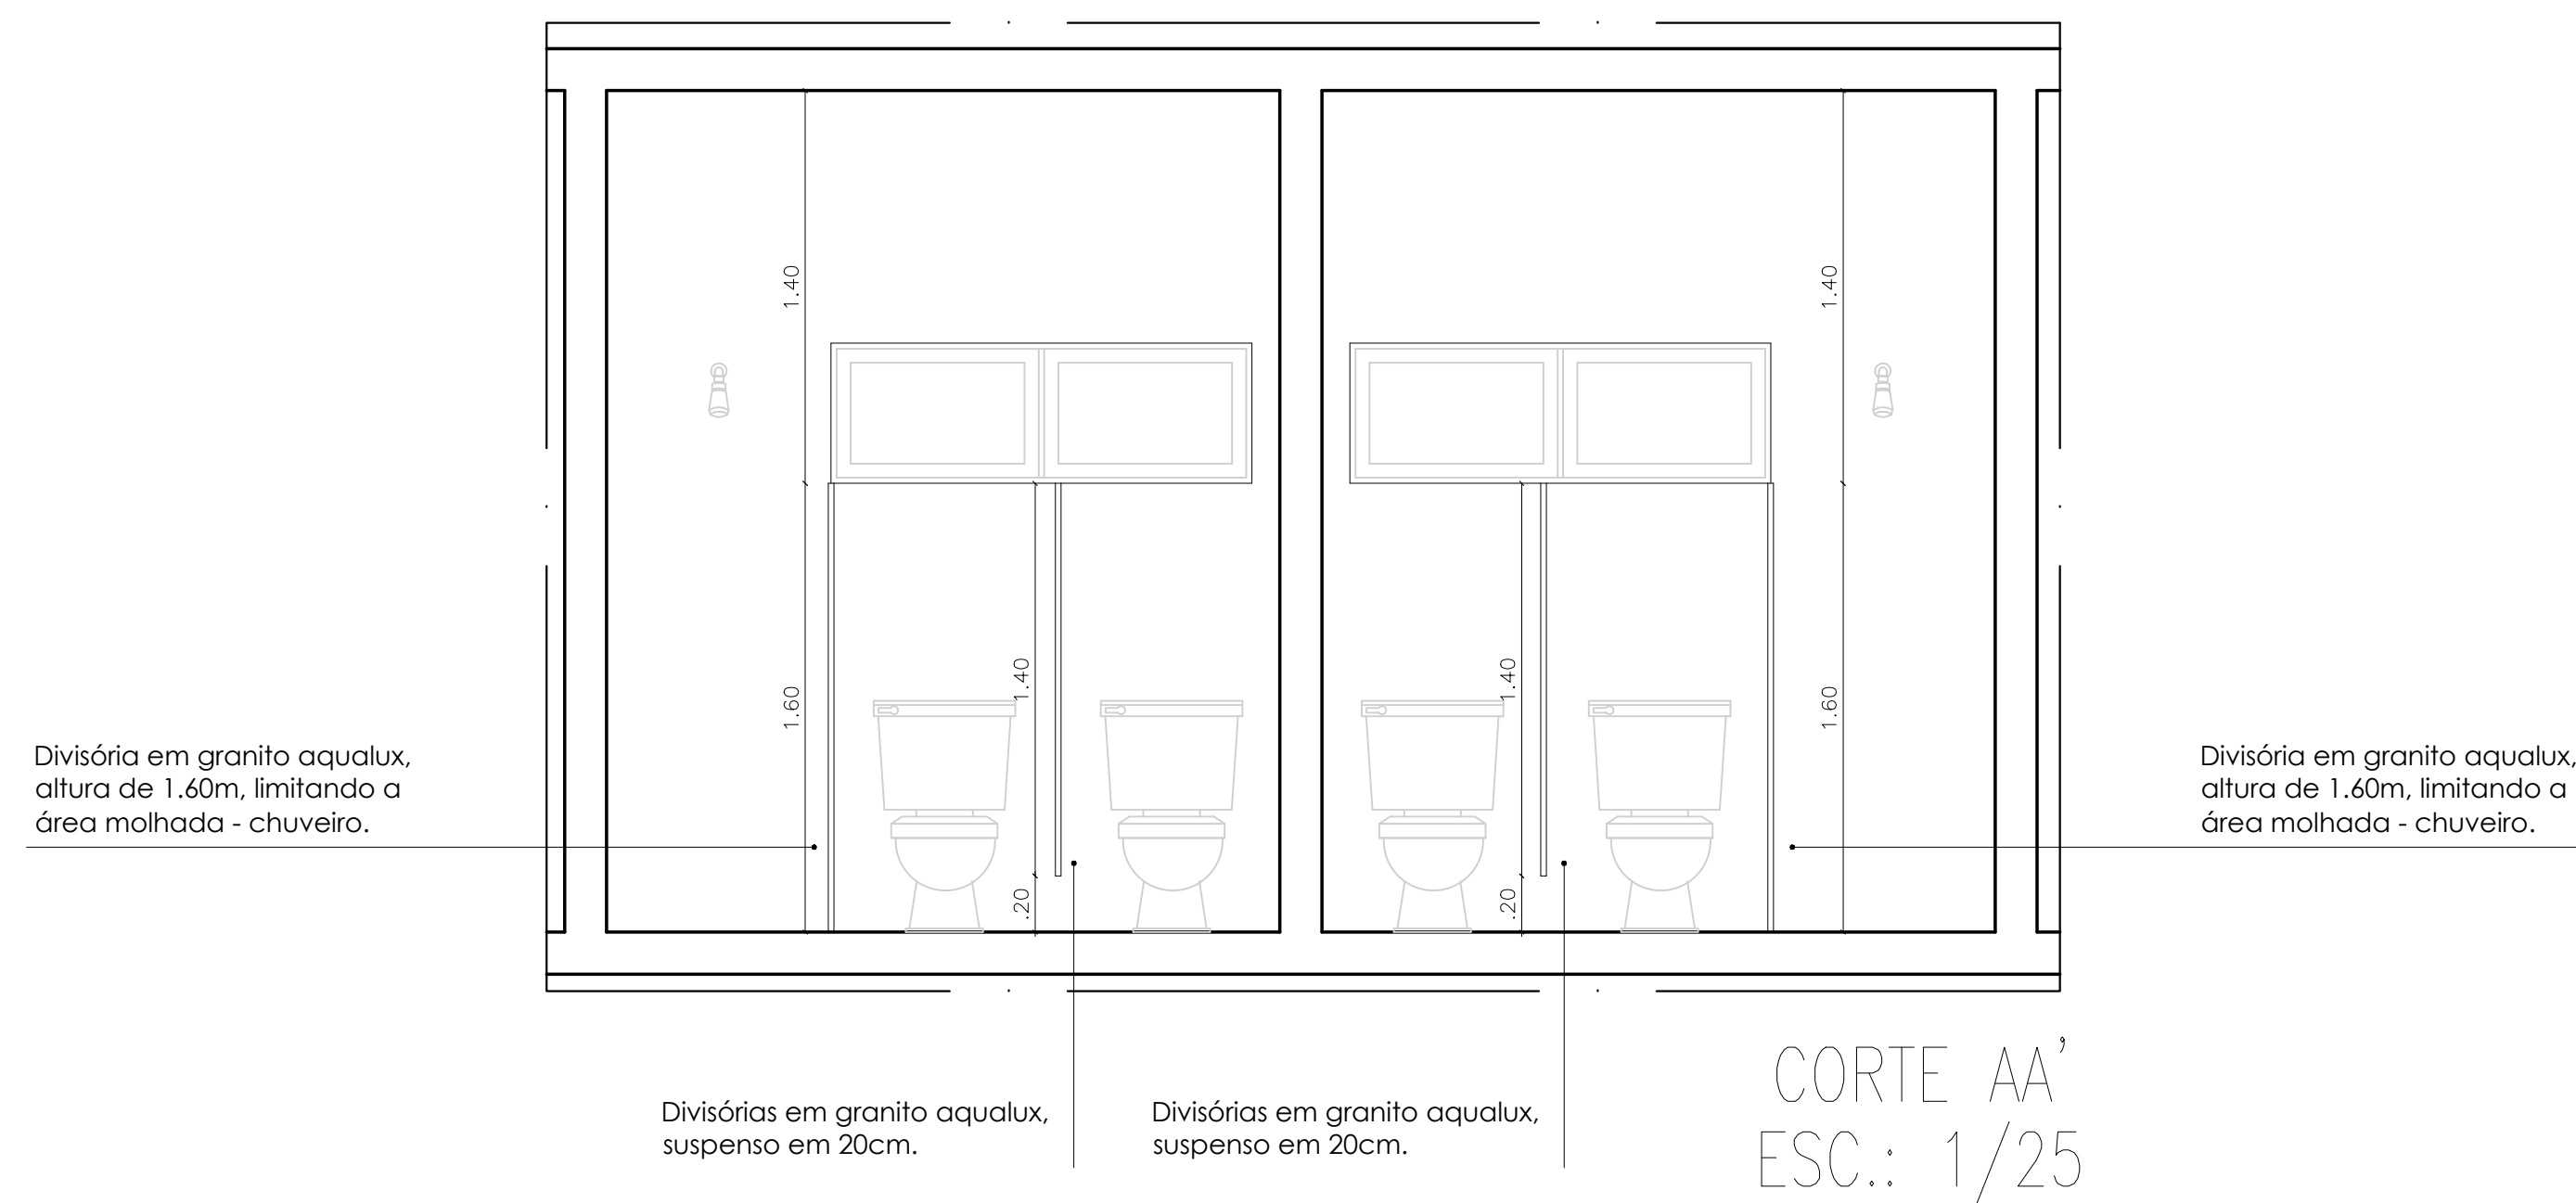 1.40
1.40
1.60
1.40
1.40
1.60
.20
.20
Divisória em granito aqualux,
altura de 1.60m, limitando a
área molhada - chuveiro.
Divisória em granito aqualux,
altura de 1.60m, limitando a
área molhada - chuveiro.
Divisórias em granito aqualux,
suspenso em 20cm.
Divisórias em granito aqualux,
suspenso em 20cm.
CORTE AA'
ESC.: 1/25